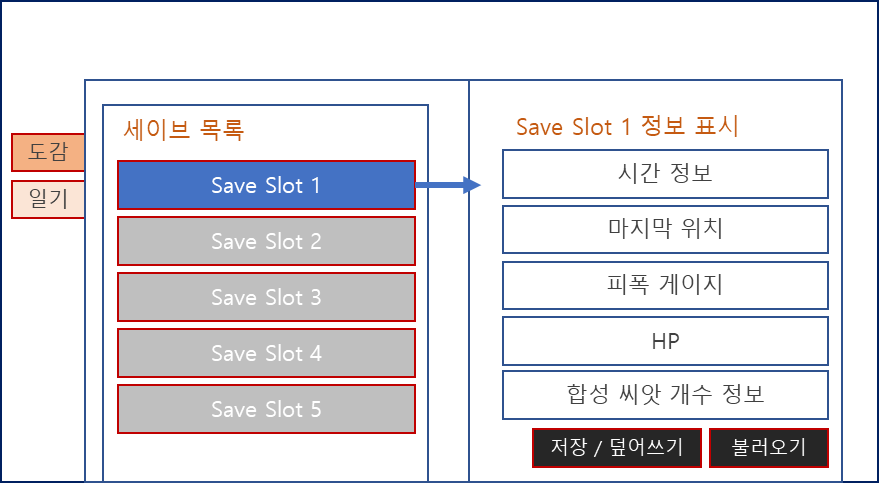 도감
일기
세이브 목록
Save Slot 1
Save Slot 2
Save Slot 3
Save Slot 4
Save Slot 5
Save Slot 1 정보 표시
시간 정보
마지막 위치
피폭 게이지
HP
합성 씨앗 개수 정보
저장 / 덮어쓰기
불러오기